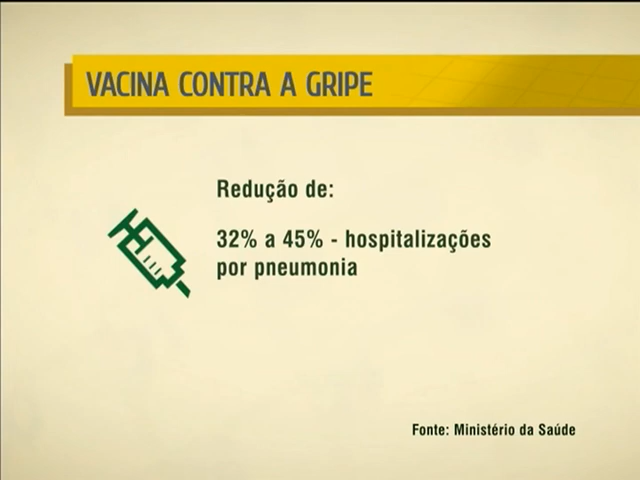 VACINA CONTRA A GRIPE
Redução de:
32% a 45% - hospitalizações
por pneumonia
Fonte: Ministério da Saúde